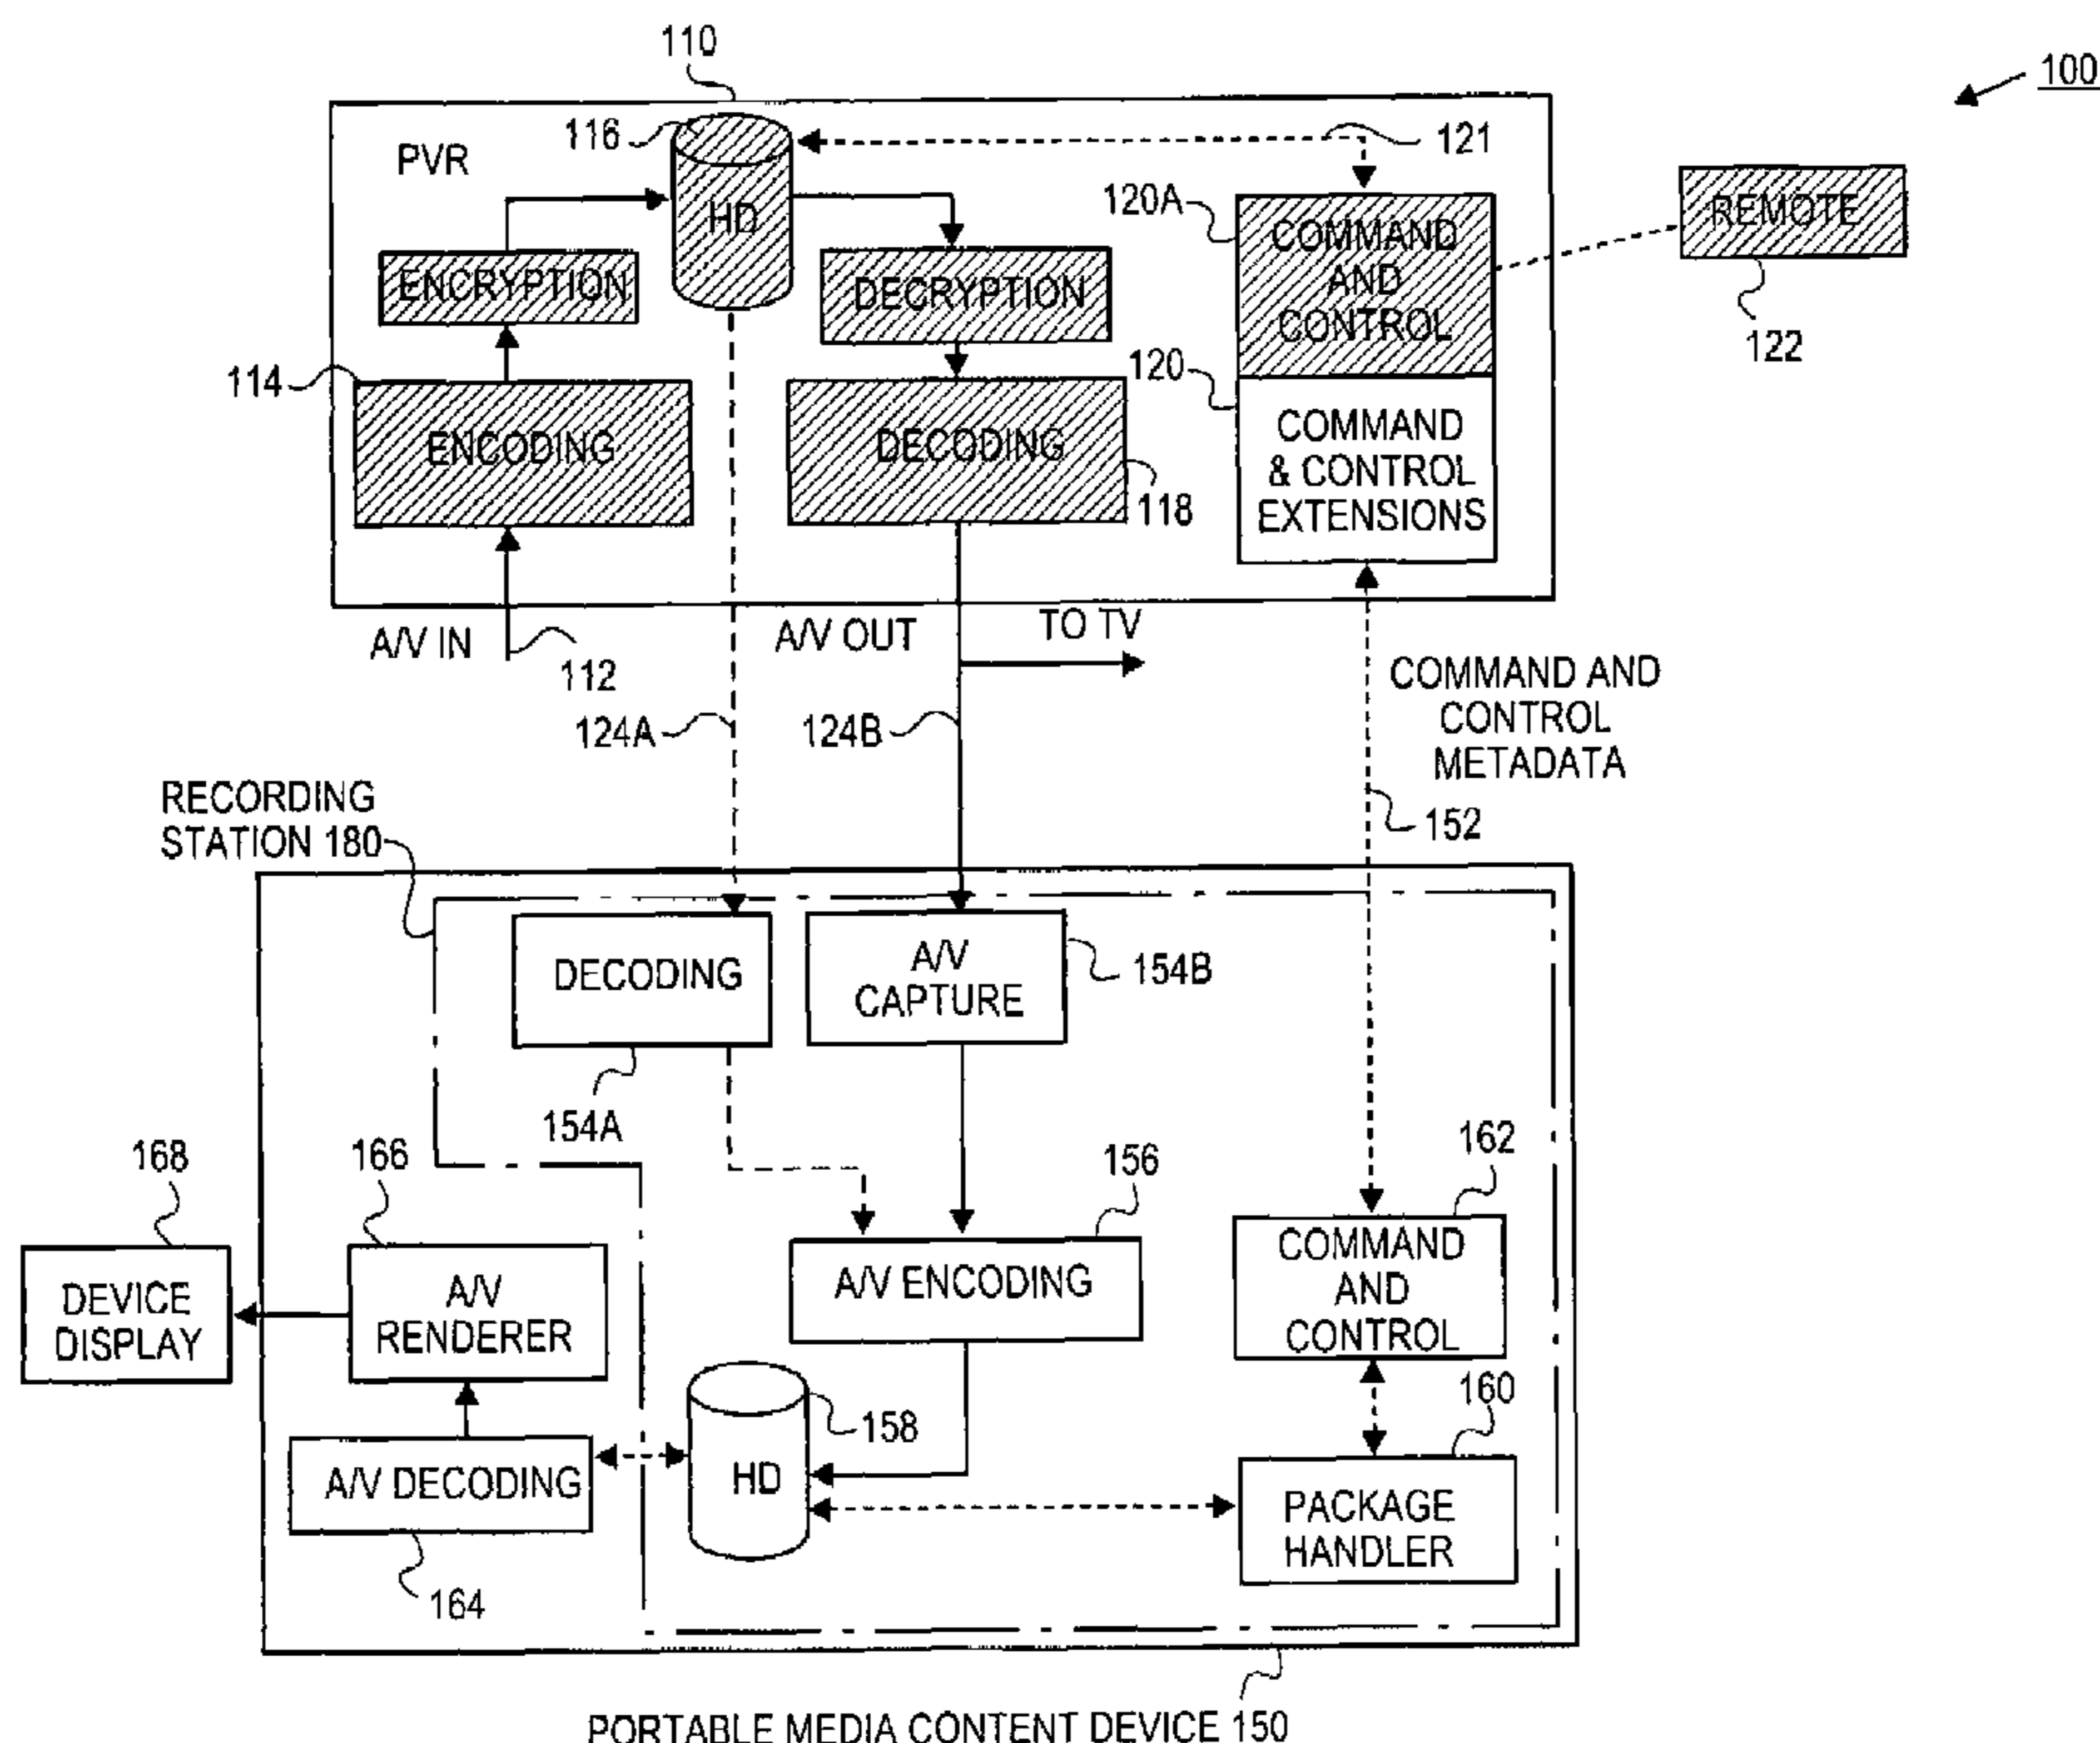 110
100
116
121
PVR
120A
REMOTE
HD
COMMAND
AND
CONTROL
ENCRYPTION
DECRYPTION
122
114
120
ENCODING
DECODING
COMMAND
& CONTROL
EXTENSIONS
118
A/V IN
A/V OUT
TO TV
112
COMMAND AND
CONTROL
METADATA
124A
124B
RECORDING
STATION 180
152
DECODING
A/V
CAPTURE
154B
154A
168
166
156
162
DEVICE
DISPLAY
A/V
RENDERER
A/V ENCODING
COMMAND
AND
CONTROL
160
158
A/V DECODING
HD
PACKAGE
HANDLER
164
PORTABLE MEDIA CONTENT DEVICE 150